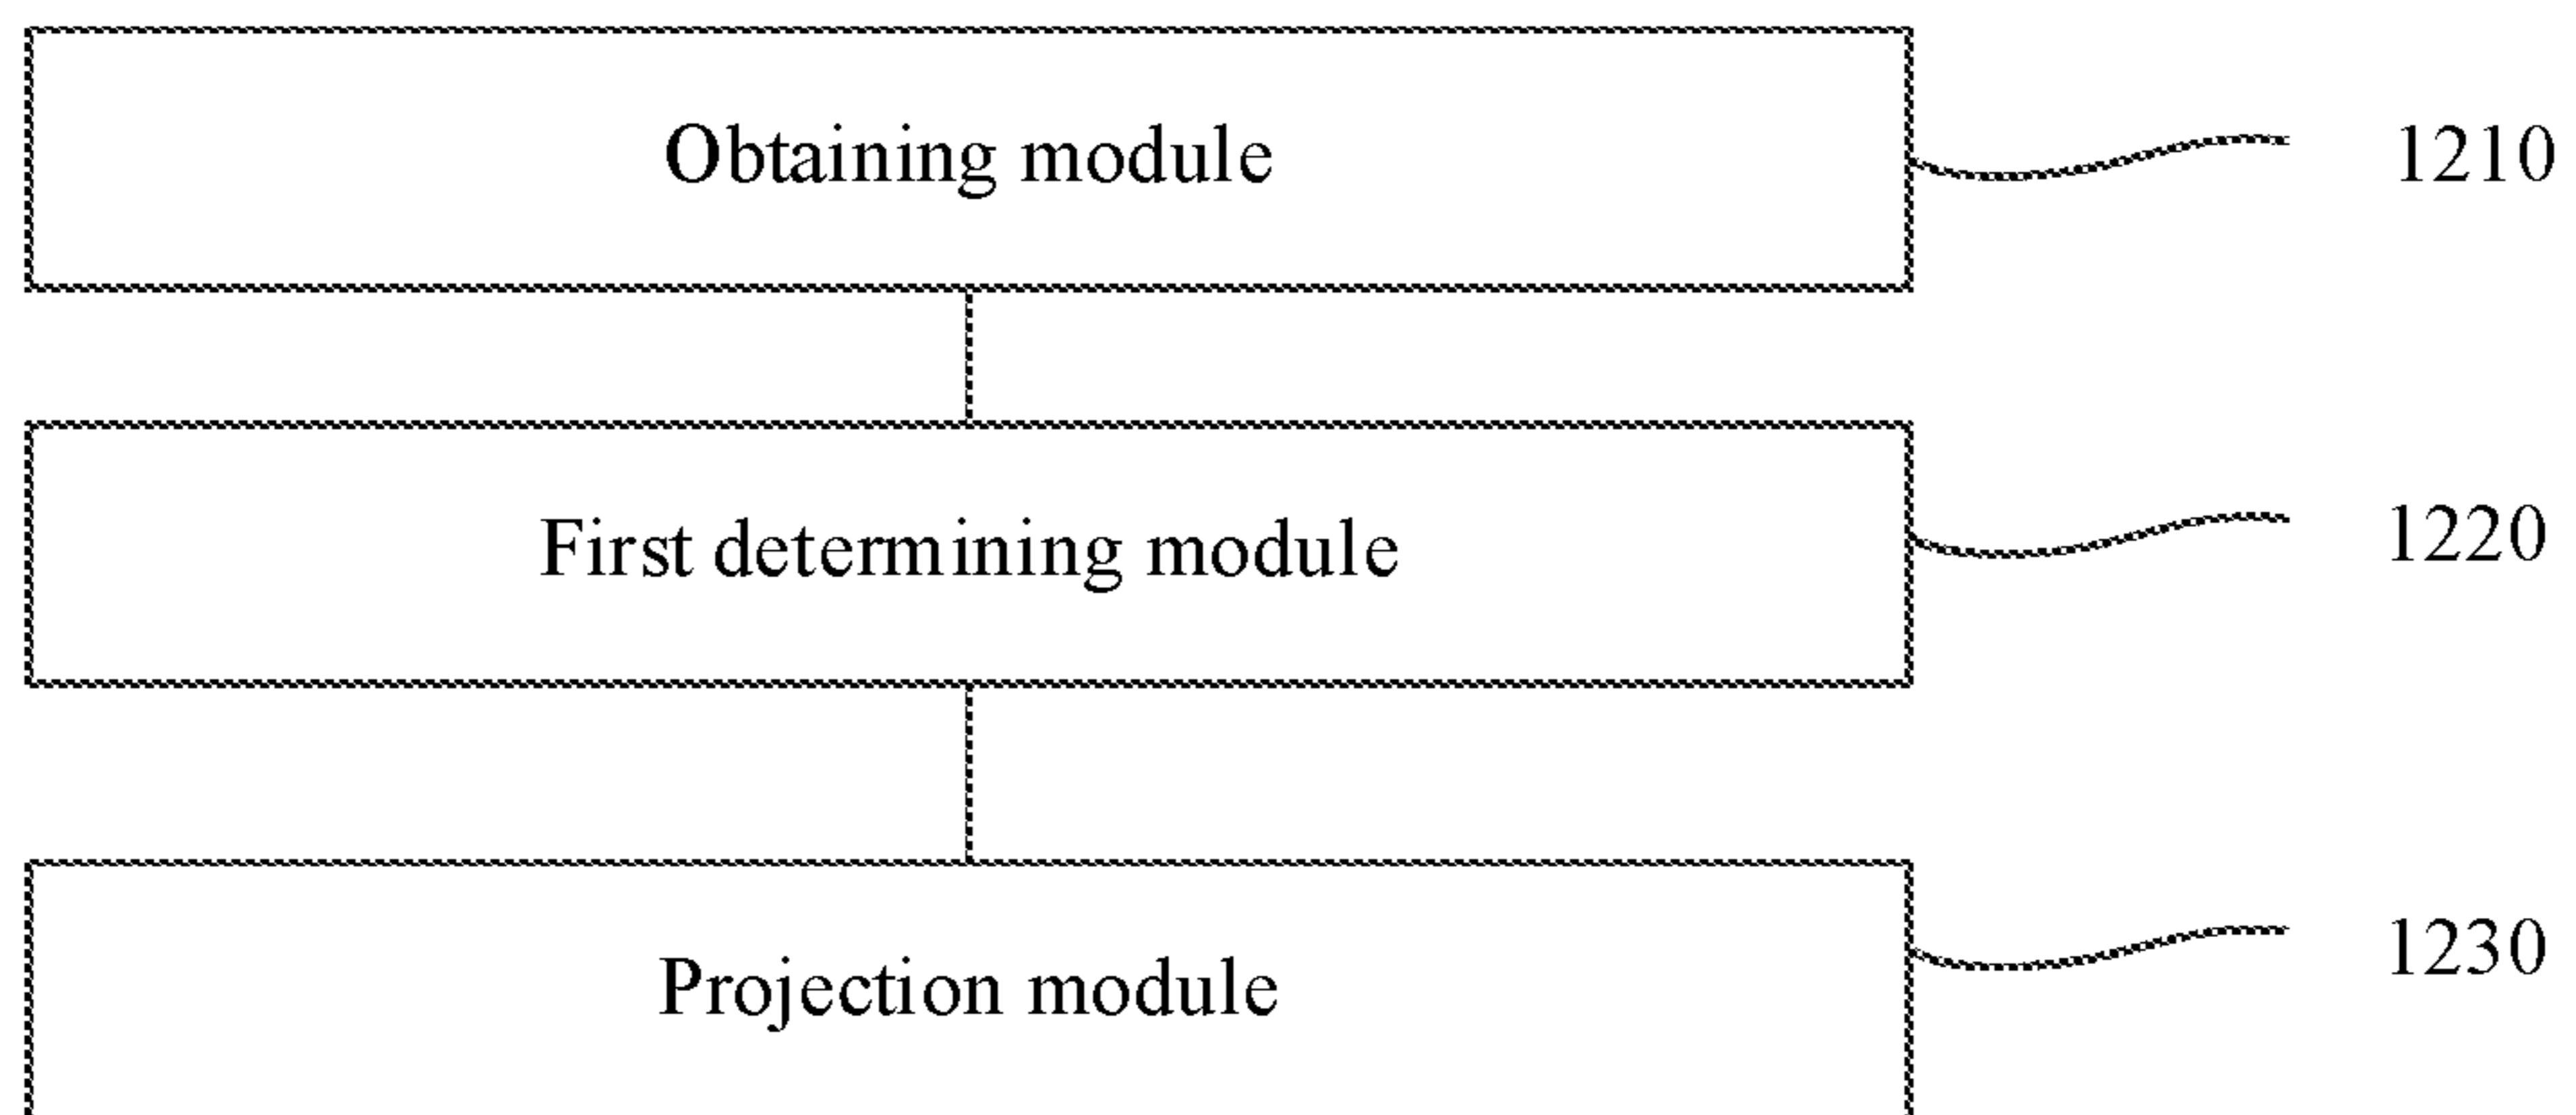 Obtaining module 1210
First determining module 1220
Projection module 1230